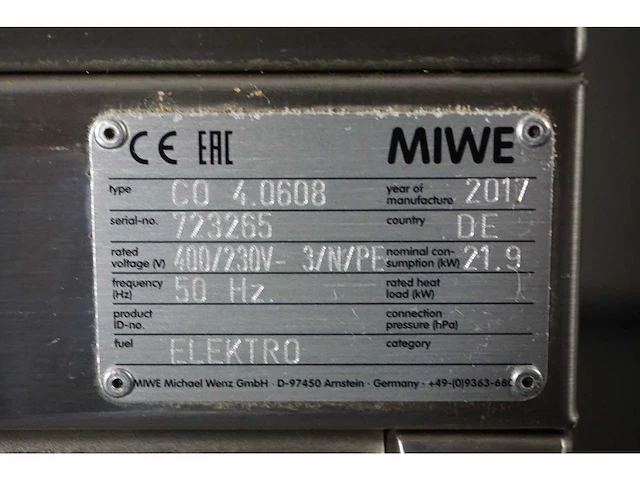 CE EAC MIWE
type CO 4.0608 year of manufacture 2017
serial-no. 723265 country DE
rated voltage (V) 400/230V- 3/N/PE nominal con-sumption (kW) 21.9
frequency (Hz) 50 Hz. rated heat load (kW)
product ID-no. connection pressure (hPa)
fuel ELEKTRO category
MIWE Michael Wenz GmbH · D-97450 Arnstein · Germany · +49-(0)9363-680